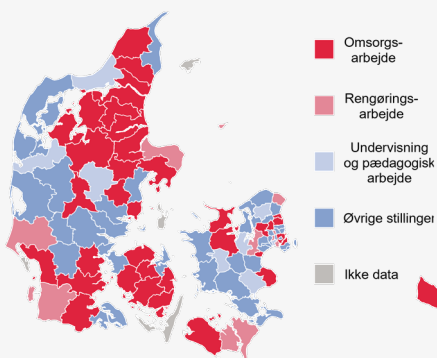 Omsorgs-
arbejde
Rengørings-
arbejde
Undervisning
og pædagogisk
arbejde
Øvrige stillinger
Ikke data